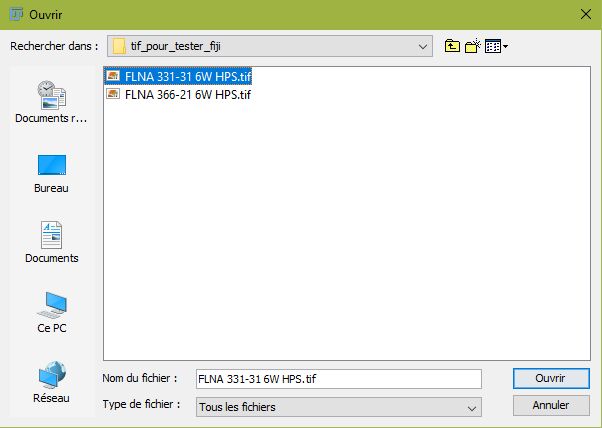 Ouvrir
Rechercher dans :
tif_pour_tester_fiji
FLNA 331-31 6W HPS.tif
FLNA 366-21 6W HPS.tif
Documents r...
Bureau
Documents
Ce PC
Réseau
Nom du fichier :
FLNA 331-31 6W HPS.tif
Ouvrir
Type de fichier :
Tous les fichiers
Annuler